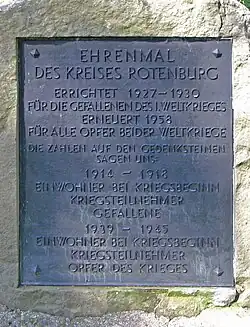 EHRENMAL
DES KREISES ROTENBURG
ERRICHTET 1927–1930
FÜR DIE GEFALLENEN DES I. WELTKRIEGES
ERNEUERT 1958
FÜR ALLE OPFER BEIDER WELTKRIEGE
DIE ZAHLEN AUF DEN GEDENKSTEINEN
SAGEN UNS:
1914 – 1918
EINWOHNER BEI KRIEGSBEGINN
KRIEGSTEILNEHMER
GEFALLENE
1939 – 1945
EINWOHNER BEI KRIEGSBEGINN
KRIEGSTEILNEHMER
OPFER DES KRIEGES